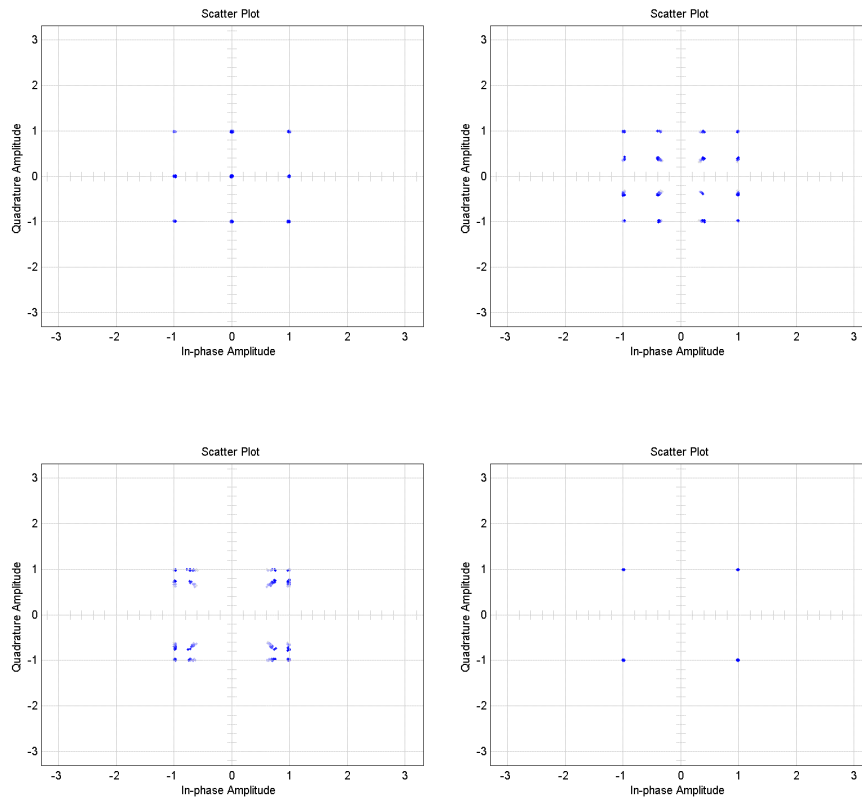 Scatter Plot
3
2
1
0
-1
-2
-3
Quadrature Amplitude
-3 -2 -1 0 1 2 3
In-phase Amplitude
Scatter Plot
3
2
1
0
-1
-2
-3
Quadrature Amplitude
-3 -2 -1 0 1 2 3
In-phase Amplitude
Scatter Plot
3
2
1
0
-1
-2
-3
Quadrature Amplitude
-3 -2 -1 0 1 2 3
In-phase Amplitude
Scatter Plot
3
2
1
0
-1
-2
-3
Quadrature Amplitude
-3 -2 -1 0 1 2 3
In-phase Amplitude